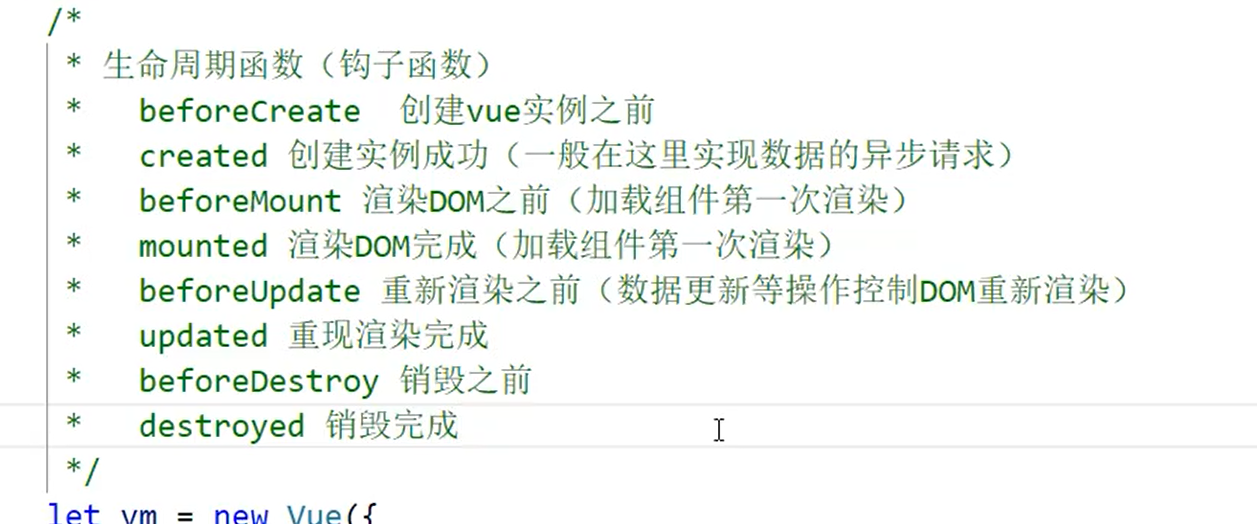 /*
* 生命周期函数（钩子函数）
* beforeCreate 创建vue实例之前
* created 创建实例成功（一般在这里实现数据的异步请求）
* beforeMount 渲染DOM之前（加载组件第一次渲染）
* mounted 渲染DOM完成（加载组件第一次渲染）
* beforeUpdate 重新渲染之前（数据更新等操作控制DOM重新渲染）
* updated 重现渲染完成
* beforeDestroy 销毁之前
* destroyed 销毁完成
*/
let vm = new Vue({